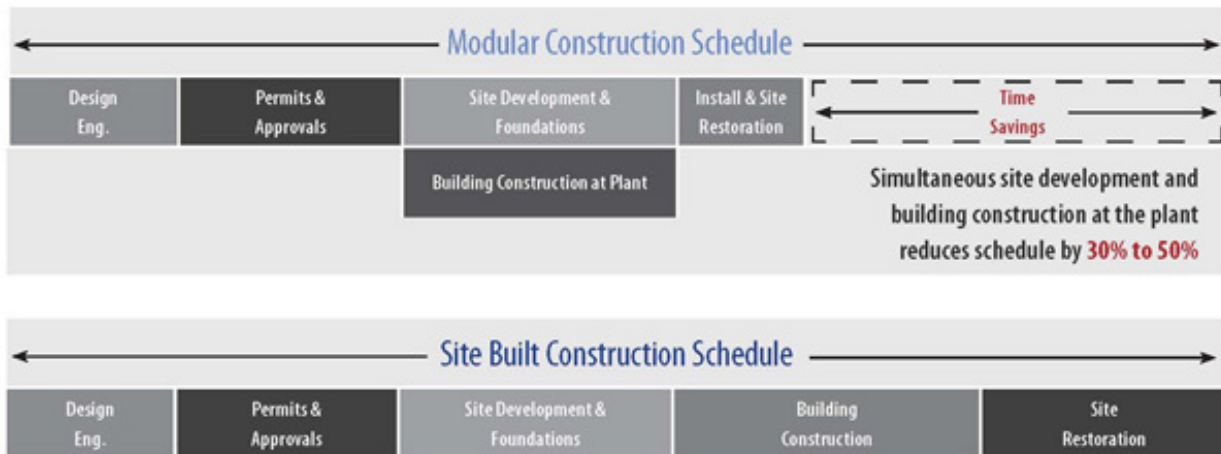 Modular Construction Schedule
Design
Eng.
Permits &
Approvals
Site Development &
Foundations
Install & Site
Restoration
Time
Savings
Building Construction at Plant
Simultaneous site development and
building construction at the plant
reduces schedule by 30% to 50%
Site Built Construction Schedule
Design
Eng.
Permits &
Approvals
Site Development &
Foundations
Building
Construction
Site
Restoration